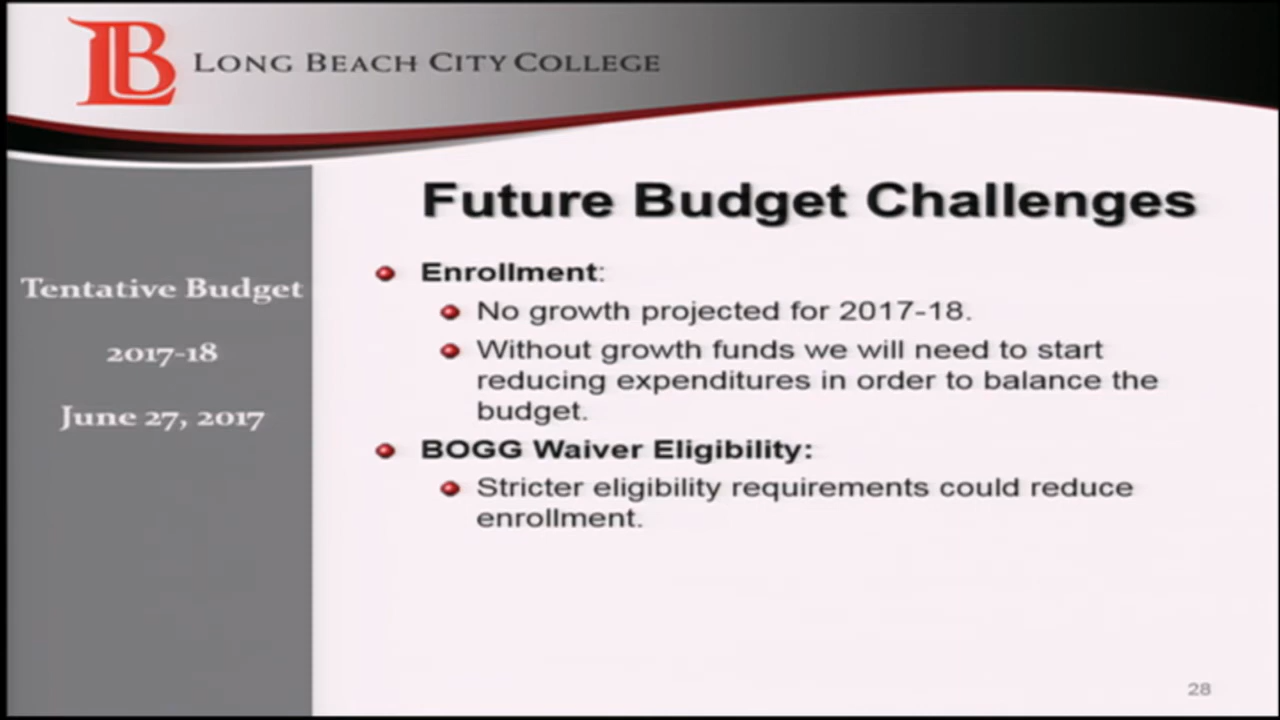 LB LONG BEACH CITY COLLEGE
Tentative Budget
2017-18
June 27, 2017
Future Budget Challenges
Enrollment:
No growth projected for 2017-18.
Without growth funds we will need to start
reducing expenditures in order to balance the
budget.
BOGG Waiver Eligibility:
Stricter eligibility requirements could reduce
enrollment.
28